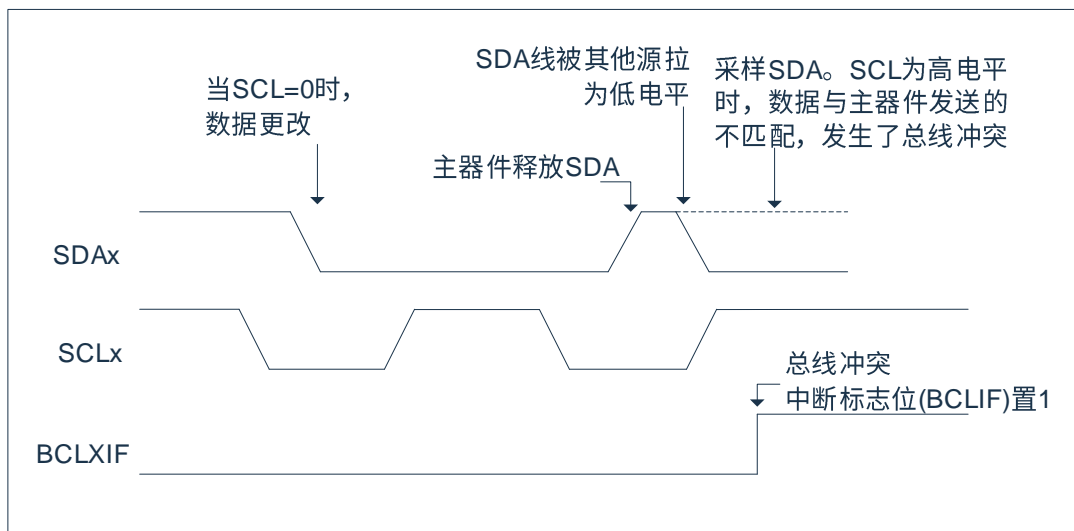 当SCL=0时，
数据更改
SDA线被其他源拉
为低电平
采样SDA。SCL为高电平
时，数据与主器件发送的
不匹配，发生了总线冲突
主器件释放SDA
SDAx
SCLx
总线冲突
中断标志位(BCLIF)置1
BCLXIF